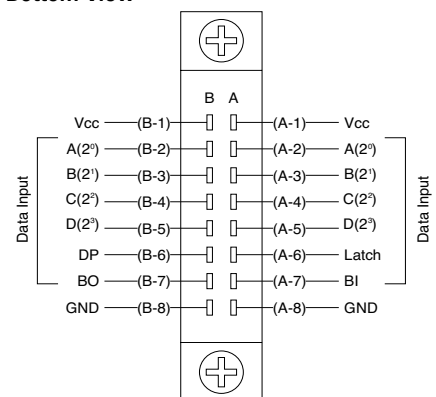 Bottom View
B A
Vcc (B-1) (A-1) Vcc
A(2⁰) (B-2) (A-2) A(2⁰)
B(2¹) (B-3) (A-3) B(2¹)
C(2²) (B-4) (A-4) C(2²)
D(2³) (B-5) (A-5) D(2³)
DP (B-6) (A-6) Latch
BO (B-7) (A-7) BI
GND (B-8) (A-8) GND
Data Input
Data Input